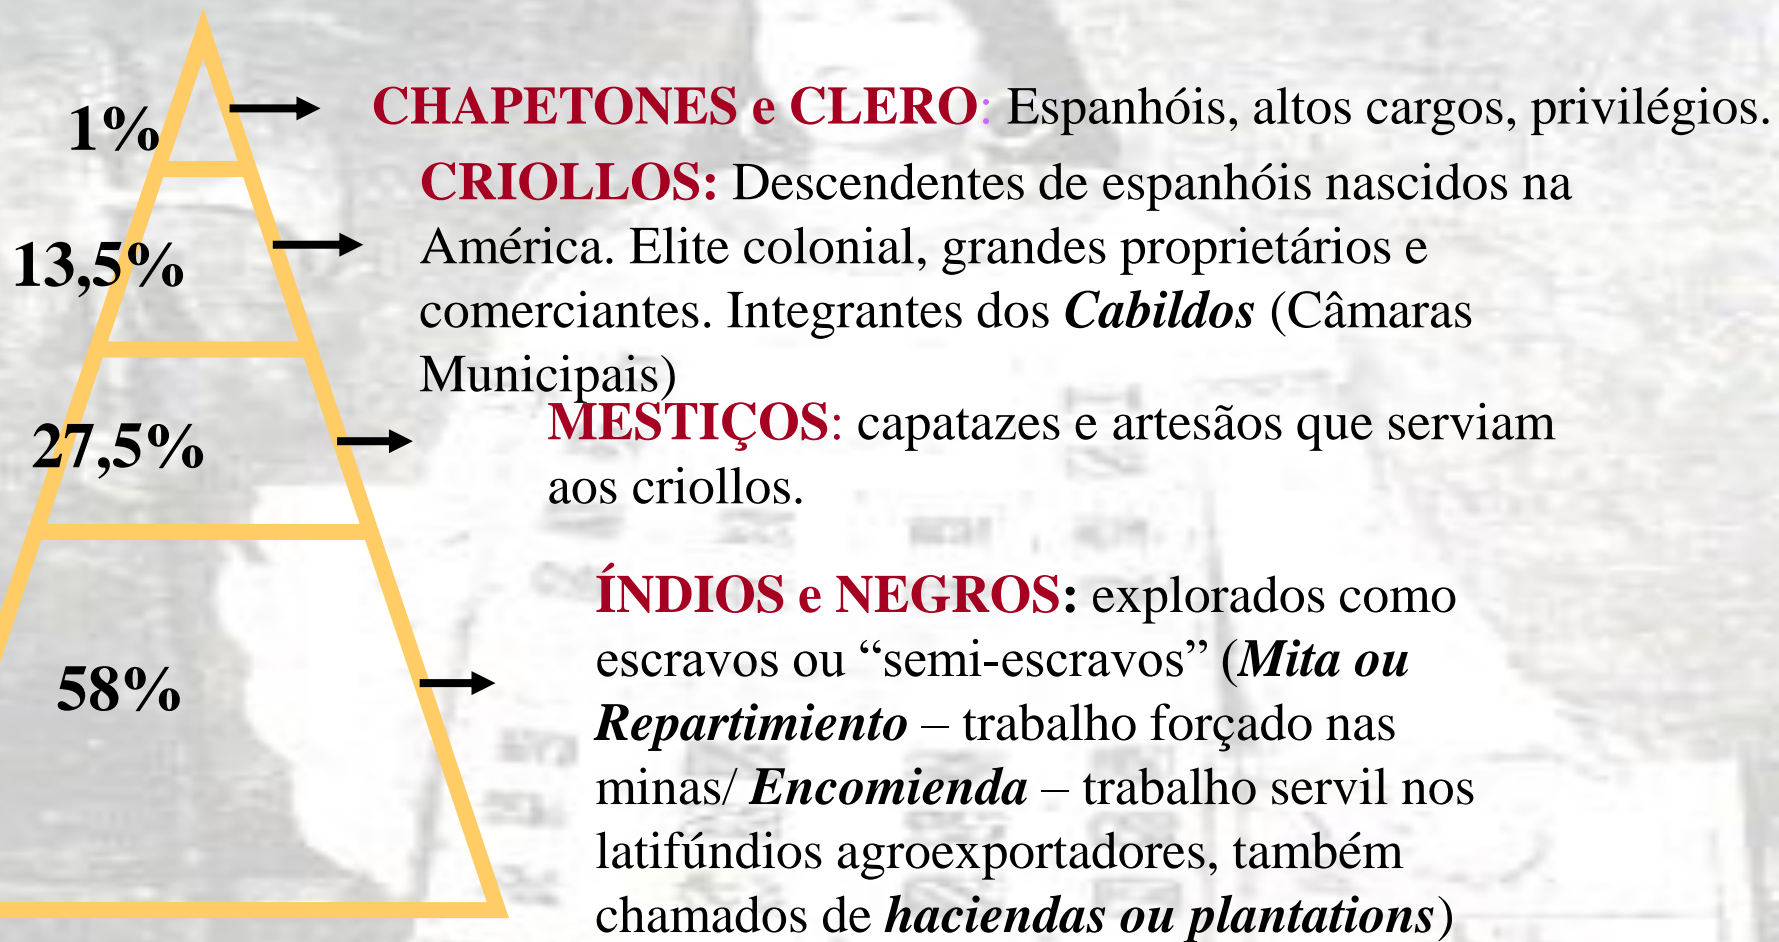 1%
CHAPETONES e CLERO: Espanhóis, altos cargos, privilégios.
13,5%
CRIOLLOS: Descendentes de espanhóis nascidos na
América. Elite colonial, grandes proprietários e
comerciantes. Integrantes dos Cabildos (Câmaras
Municipais)
27,5%
MESTIÇOS: capatazes e artesãos que serviam
aos criollos.
58%
ÍNDIOS e NEGROS: explorados como
escravos ou “semi-escravos” (Mita ou
Repartimiento – trabalho forçado nas
minas/ Encomienda – trabalho servil nos
latifúndios agroexportadores, também
chamados de haciendas ou plantations)